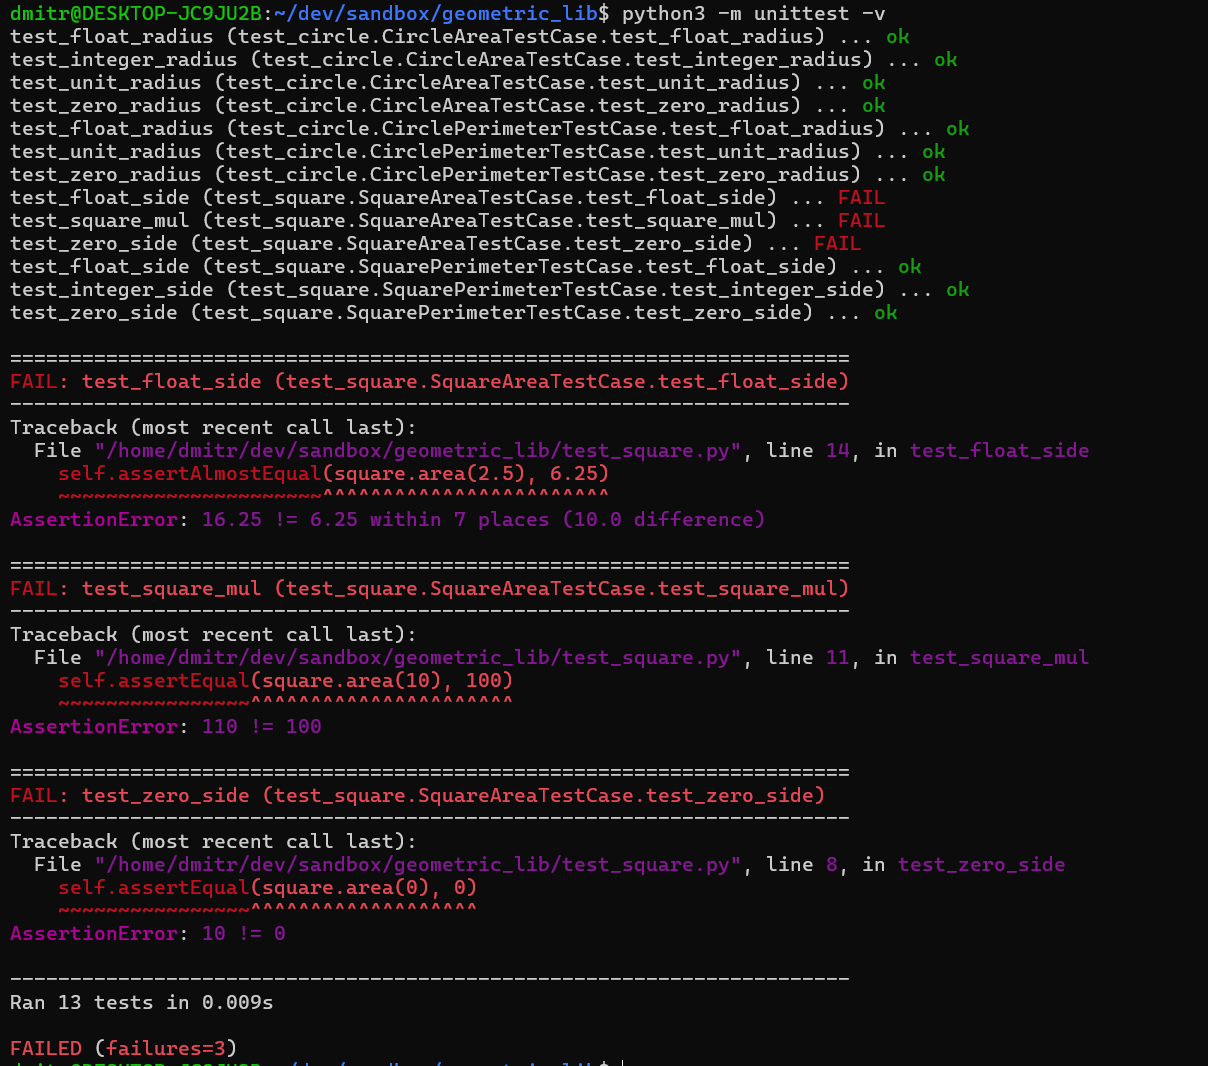 dmitr@DESKTOP-JC9JU2B:~/dev/sandbox/geometric_lib$ python3 -m unittest -v
test_float_radius (test_circle.CircleAreaTestCase.test_float_radius) ... ok
test_integer_radius (test_circle.CircleAreaTestCase.test_integer_radius) ... ok
test_unit_radius (test_circle.CircleAreaTestCase.test_unit_radius) ... ok
test_zero_radius (test_circle.CircleAreaTestCase.test_zero_radius) ... ok
test_float_radius (test_circle.CirclePerimeterTestCase.test_float_radius) ... ok
test_unit_radius (test_circle.CirclePerimeterTestCase.test_unit_radius) ... ok
test_zero_radius (test_circle.CirclePerimeterTestCase.test_zero_radius) ... ok
test_float_side (test_square.SquareAreaTestCase.test_float_side) ... FAIL
test_square_mul (test_square.SquareAreaTestCase.test_square_mul) ... FAIL
test_zero_side (test_square.SquareAreaTestCase.test_zero_side) ... FAIL
test_float_side (test_square.SquarePerimeterTestCase.test_float_side) ... ok
test_integer_side (test_square.SquarePerimeterTestCase.test_integer_side) ... ok
test_zero_side (test_square.SquarePerimeterTestCase.test_zero_side) ... ok

======================================================================
FAIL: test_float_side (test_square.SquareAreaTestCase.test_float_side)
----------------------------------------------------------------------
Traceback (most recent call last):
  File "/home/dmitr/dev/sandbox/geometric_lib/test_square.py", line 14, in test_float_side
    self.assertAlmostEqual(square.area(2.5), 6.25)
    ~~~~~~~~~~~~~~~~~~~~~~^^^^^^^^^^^^^^^^^^^^^^^^
AssertionError: 16.25 != 6.25 within 7 places (10.0 difference)

======================================================================
FAIL: test_square_mul (test_square.SquareAreaTestCase.test_square_mul)
----------------------------------------------------------------------
Traceback (most recent call last):
  File "/home/dmitr/dev/sandbox/geometric_lib/test_square.py", line 11, in test_square_mul
    self.assertEqual(square.area(10), 100)
    ~~~~~~~~~~~~~~~~^^^^^^^^^^^^^^^^^^^^^^
AssertionError: 110 != 100

======================================================================
FAIL: test_zero_side (test_square.SquareAreaTestCase.test_zero_side)
----------------------------------------------------------------------
Traceback (most recent call last):
  File "/home/dmitr/dev/sandbox/geometric_lib/test_square.py", line 8, in test_zero_side
    self.assertEqual(square.area(0), 0)
    ~~~~~~~~~~~~~~~~^^^^^^^^^^^^^^^^^^^
AssertionError: 10 != 0

----------------------------------------------------------------------
Ran 13 tests in 0.009s

FAILED (failures=3)
dmitr@DESKTOP-JC9JU2B:~/dev/sandbox/geometric_lib$